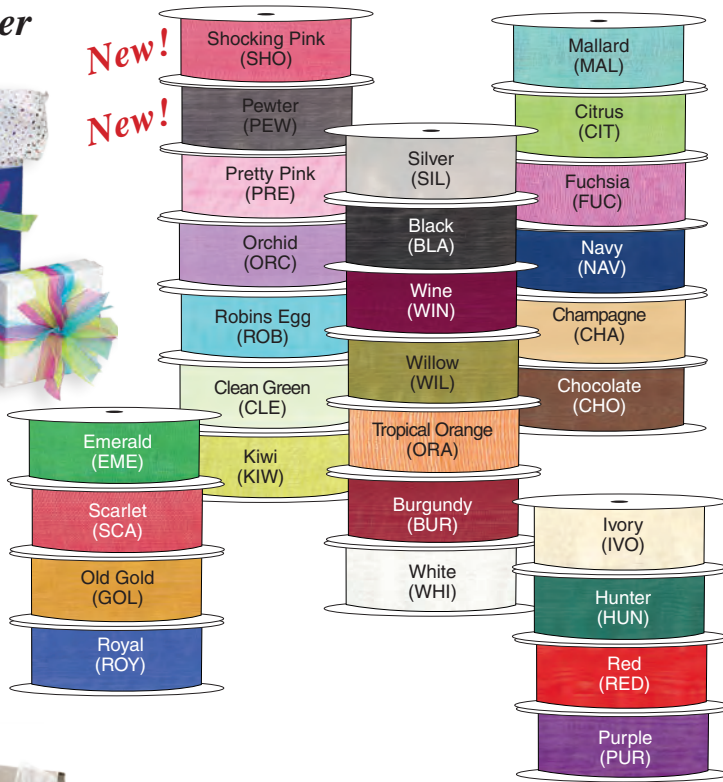 er
New!
New!
Shocking Pink
(SHO)
Pewter
(PEW)
Pretty Pink
(PRE)
Orchid
(ORC)
Robins Egg
(ROB)
Clean Green
(CLE)
Kiwi
(KIW)
Emerald
(EME)
Scarlet
(SCA)
Old Gold
(GOL)
Royal
(ROY)
Silver
(SIL)
Black
(BLA)
Wine
(WIN)
Willow
(WIL)
Tropical Orange
(ORA)
Burgundy
(BUR)
White
(WHI)
Mallard
(MAL)
Citrus
(CIT)
Fuchsia
(FUC)
Navy
(NAV)
Champagne
(CHA)
Chocolate
(CHO)
Ivory
(IVO)
Hunter
(HUN)
Red
(RED)
Purple
(PUR)